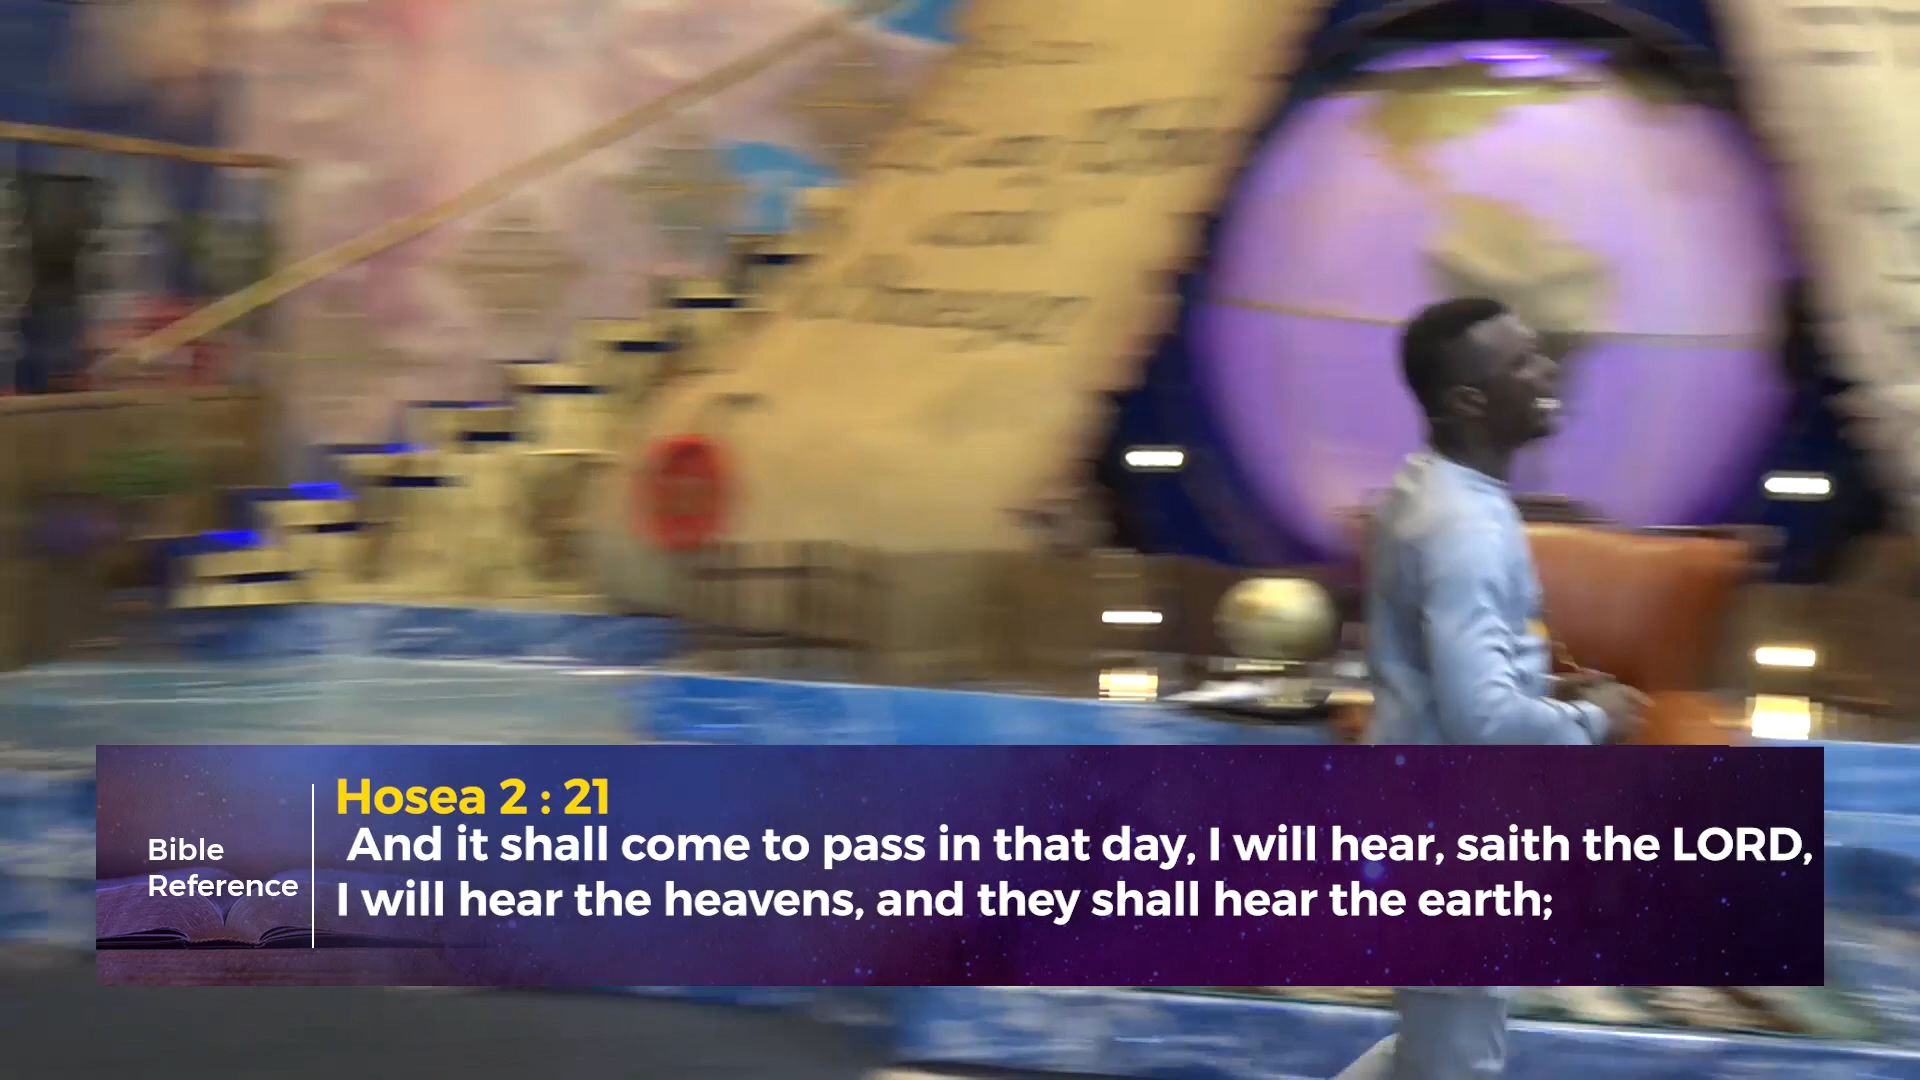 Hosea 2 : 21
Bible
Reference
And it shall come to pass in that day, I will hear, saith the LORD,
I will hear the heavens, and they shall hear the earth;